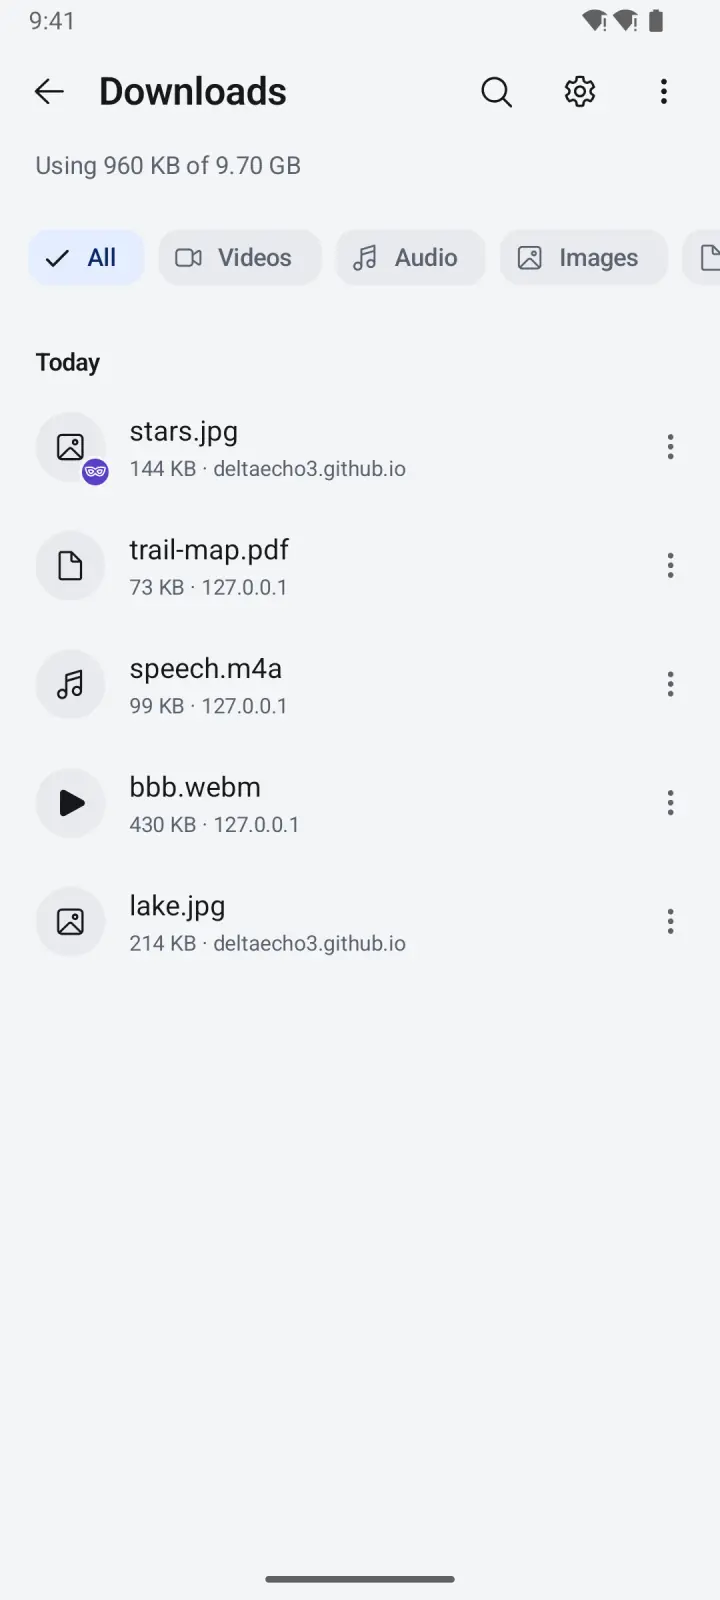 9:41
Downloads
Using 960 KB of 9.70 GB
All
Videos
Audio
Images
Today
stars.jpg
144 KB · deltaecho3.github.io
trail-map.pdf
73 KB · 127.0.0.1
speech.m4a
99 KB · 127.0.0.1
bbb.webm
430 KB · 127.0.0.1
lake.jpg
214 KB · deltaecho3.github.io